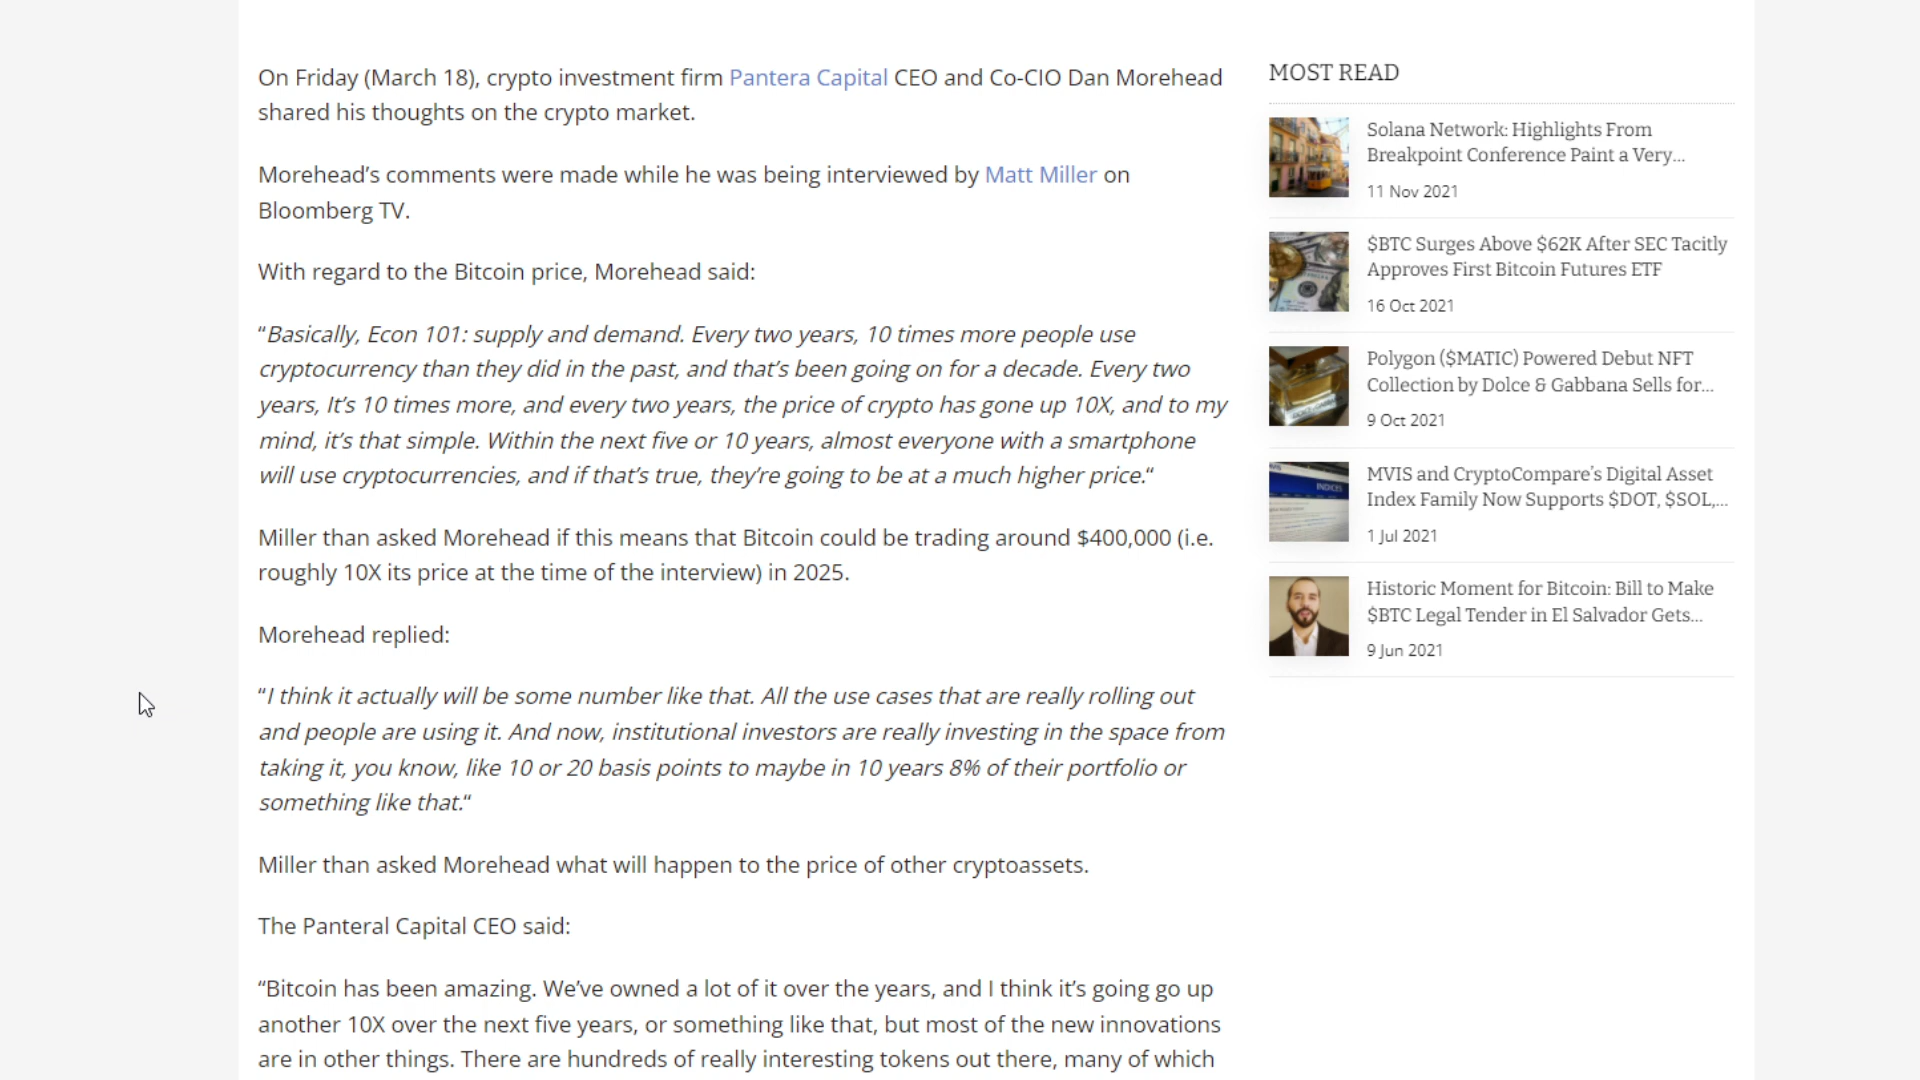 On Friday (March 18), crypto investment firm Pantera Capital CEO and Co-CIO Dan Morehead
shared his thoughts on the crypto market.
Morehead’s comments were made while he was being interviewed by Matt Miller on
Bloomberg TV.
With regard to the Bitcoin price, Morehead said:
“Basically, Econ 101: supply and demand. Every two years, 10 times more people use
cryptocurrency than they did in the past, and that’s been going on for a decade. Every two
years, It’s 10 times more, and every two years, the price of crypto has gone up 10X, and to my
mind, it’s that simple. Within the next five or 10 years, almost everyone with a smartphone
will use cryptocurrencies, and if that’s true, they’re going to be at a much higher price.“
Miller than asked Morehead if this means that Bitcoin could be trading around $400,000 (i.e.
roughly 10X its price at the time of the interview) in 2025.
Morehead replied:
“I think it actually will be some number like that. All the use cases that are really rolling out
and people are using it. And now, institutional investors are really investing in the space from
taking it, you know, like 10 or 20 basis points to maybe in 10 years 8% of their portfolio or
something like that.“
Miller than asked Morehead what will happen to the price of other cryptoassets.
The Panteral Capital CEO said:
“Bitcoin has been amazing. We’ve owned a lot of it over the years, and I think it’s going go up
another 10X over the next five years, or something like that, but most of the new innovations
are in other things. There are hundreds of really interesting tokens out there, many of which
MOST READ
Solana Network: Highlights From
Breakpoint Conference Paint a Very...
11 Nov 2021
$BTC Surges Above $62K After SEC Tacitly
Approves First Bitcoin Futures ETF
16 Oct 2021
Polygon ($MATIC) Powered Debut NFT
Collection by Dolce & Gabbana Sells for...
9 Oct 2021
INDICES
MVIS and CryptoCompare’s Digital Asset
Index Family Now Supports $DOT, $SOL,...
1 Jul 2021
Historic Moment for Bitcoin: Bill to Make
$BTC Legal Tender in El Salvador Gets...
9 Jun 2021